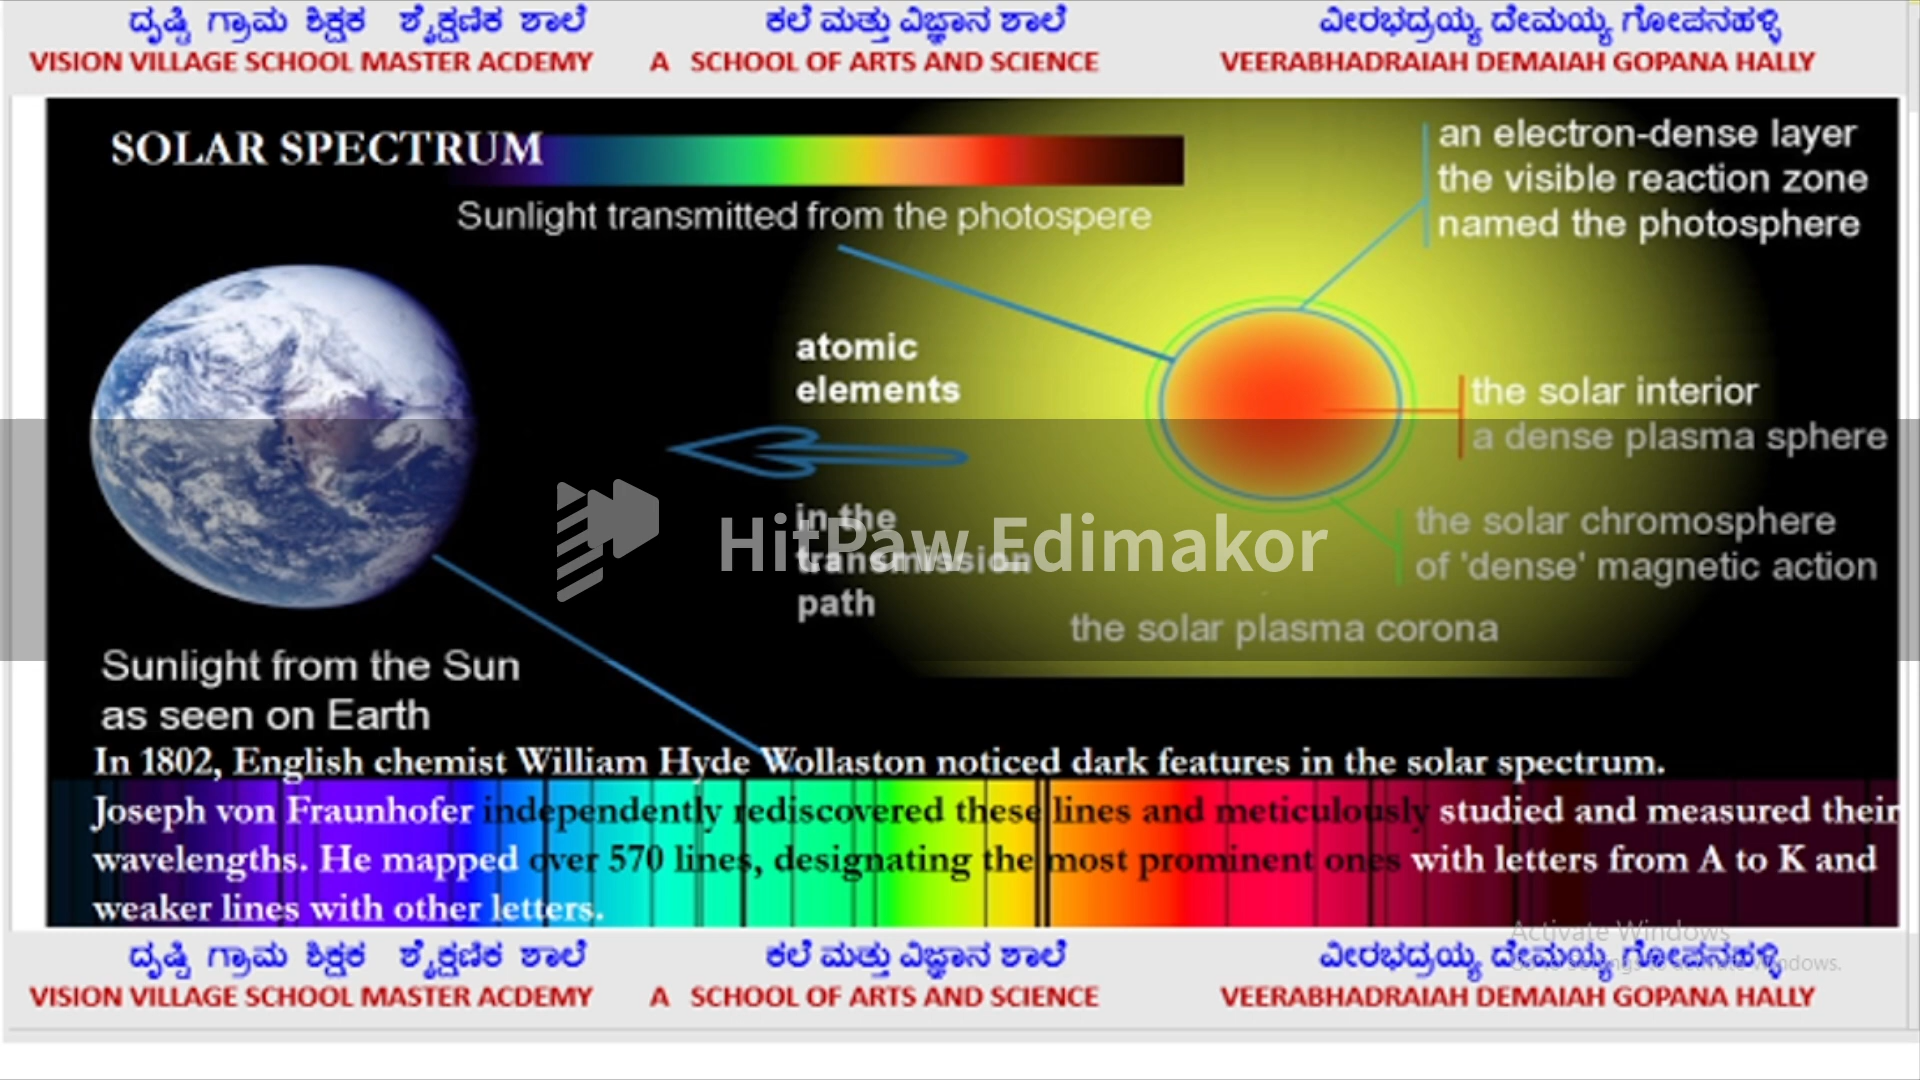 ದೃಷ್ಟಿ ಗ್ರಾಮ ಶಿಕ್ಷಕ ಶೈಕ್ಷಣಿಕ ಶಾಲೆ ಕಲೆ ಮತ್ತು ವಿಜ್ಞಾನ ಶಾಲೆ ವೀರಭದ್ರಯ್ಯ ದೇಮಯ್ಯ ಗೋಪನಹಳ್ಳಿ
VISION VILLAGE SCHOOL MASTER ACDEMY A SCHOOL OF ARTS AND SCIENCE VEERABHADRAIAH DEMAIAH GOPANA HALLY
SOLAR SPECTRUM
Sunlight transmitted from the photospere
an electron-dense layer
the visible reaction zone
named the photosphere
atomic
elements
the solar interior
a dense plasma sphere
in the
transmission
path
HitPaw Edimakor
the solar chromosphere
of 'dense' magnetic action
the solar plasma corona
Sunlight from the Sun
as seen on Earth
In 1802, English chemist William Hyde Wollaston noticed dark features in the solar spectrum.
Joseph von Fraunhofer independently rediscovered these lines and meticulously studied and measured their
wavelengths. He mapped over 570 lines, designating the most prominent ones with letters from A to K and
weaker lines with other letters.
Activate Windows
Go to Settings to activate Windows.
ದೃಷ್ಟಿ ಗ್ರಾಮ ಶಿಕ್ಷಕ ಶೈಕ್ಷಣಿಕ ಶಾಲೆ ಕಲೆ ಮತ್ತು ವಿಜ್ಞಾನ ಶಾಲೆ ವೀರಭದ್ರಯ್ಯ ದೇಮಯ್ಯ ಗೋಪನಹಳ್ಳಿ
VISION VILLAGE SCHOOL MASTER ACDEMY A SCHOOL OF ARTS AND SCIENCE VEERABHADRAIAH DEMAIAH GOPANA HALLY